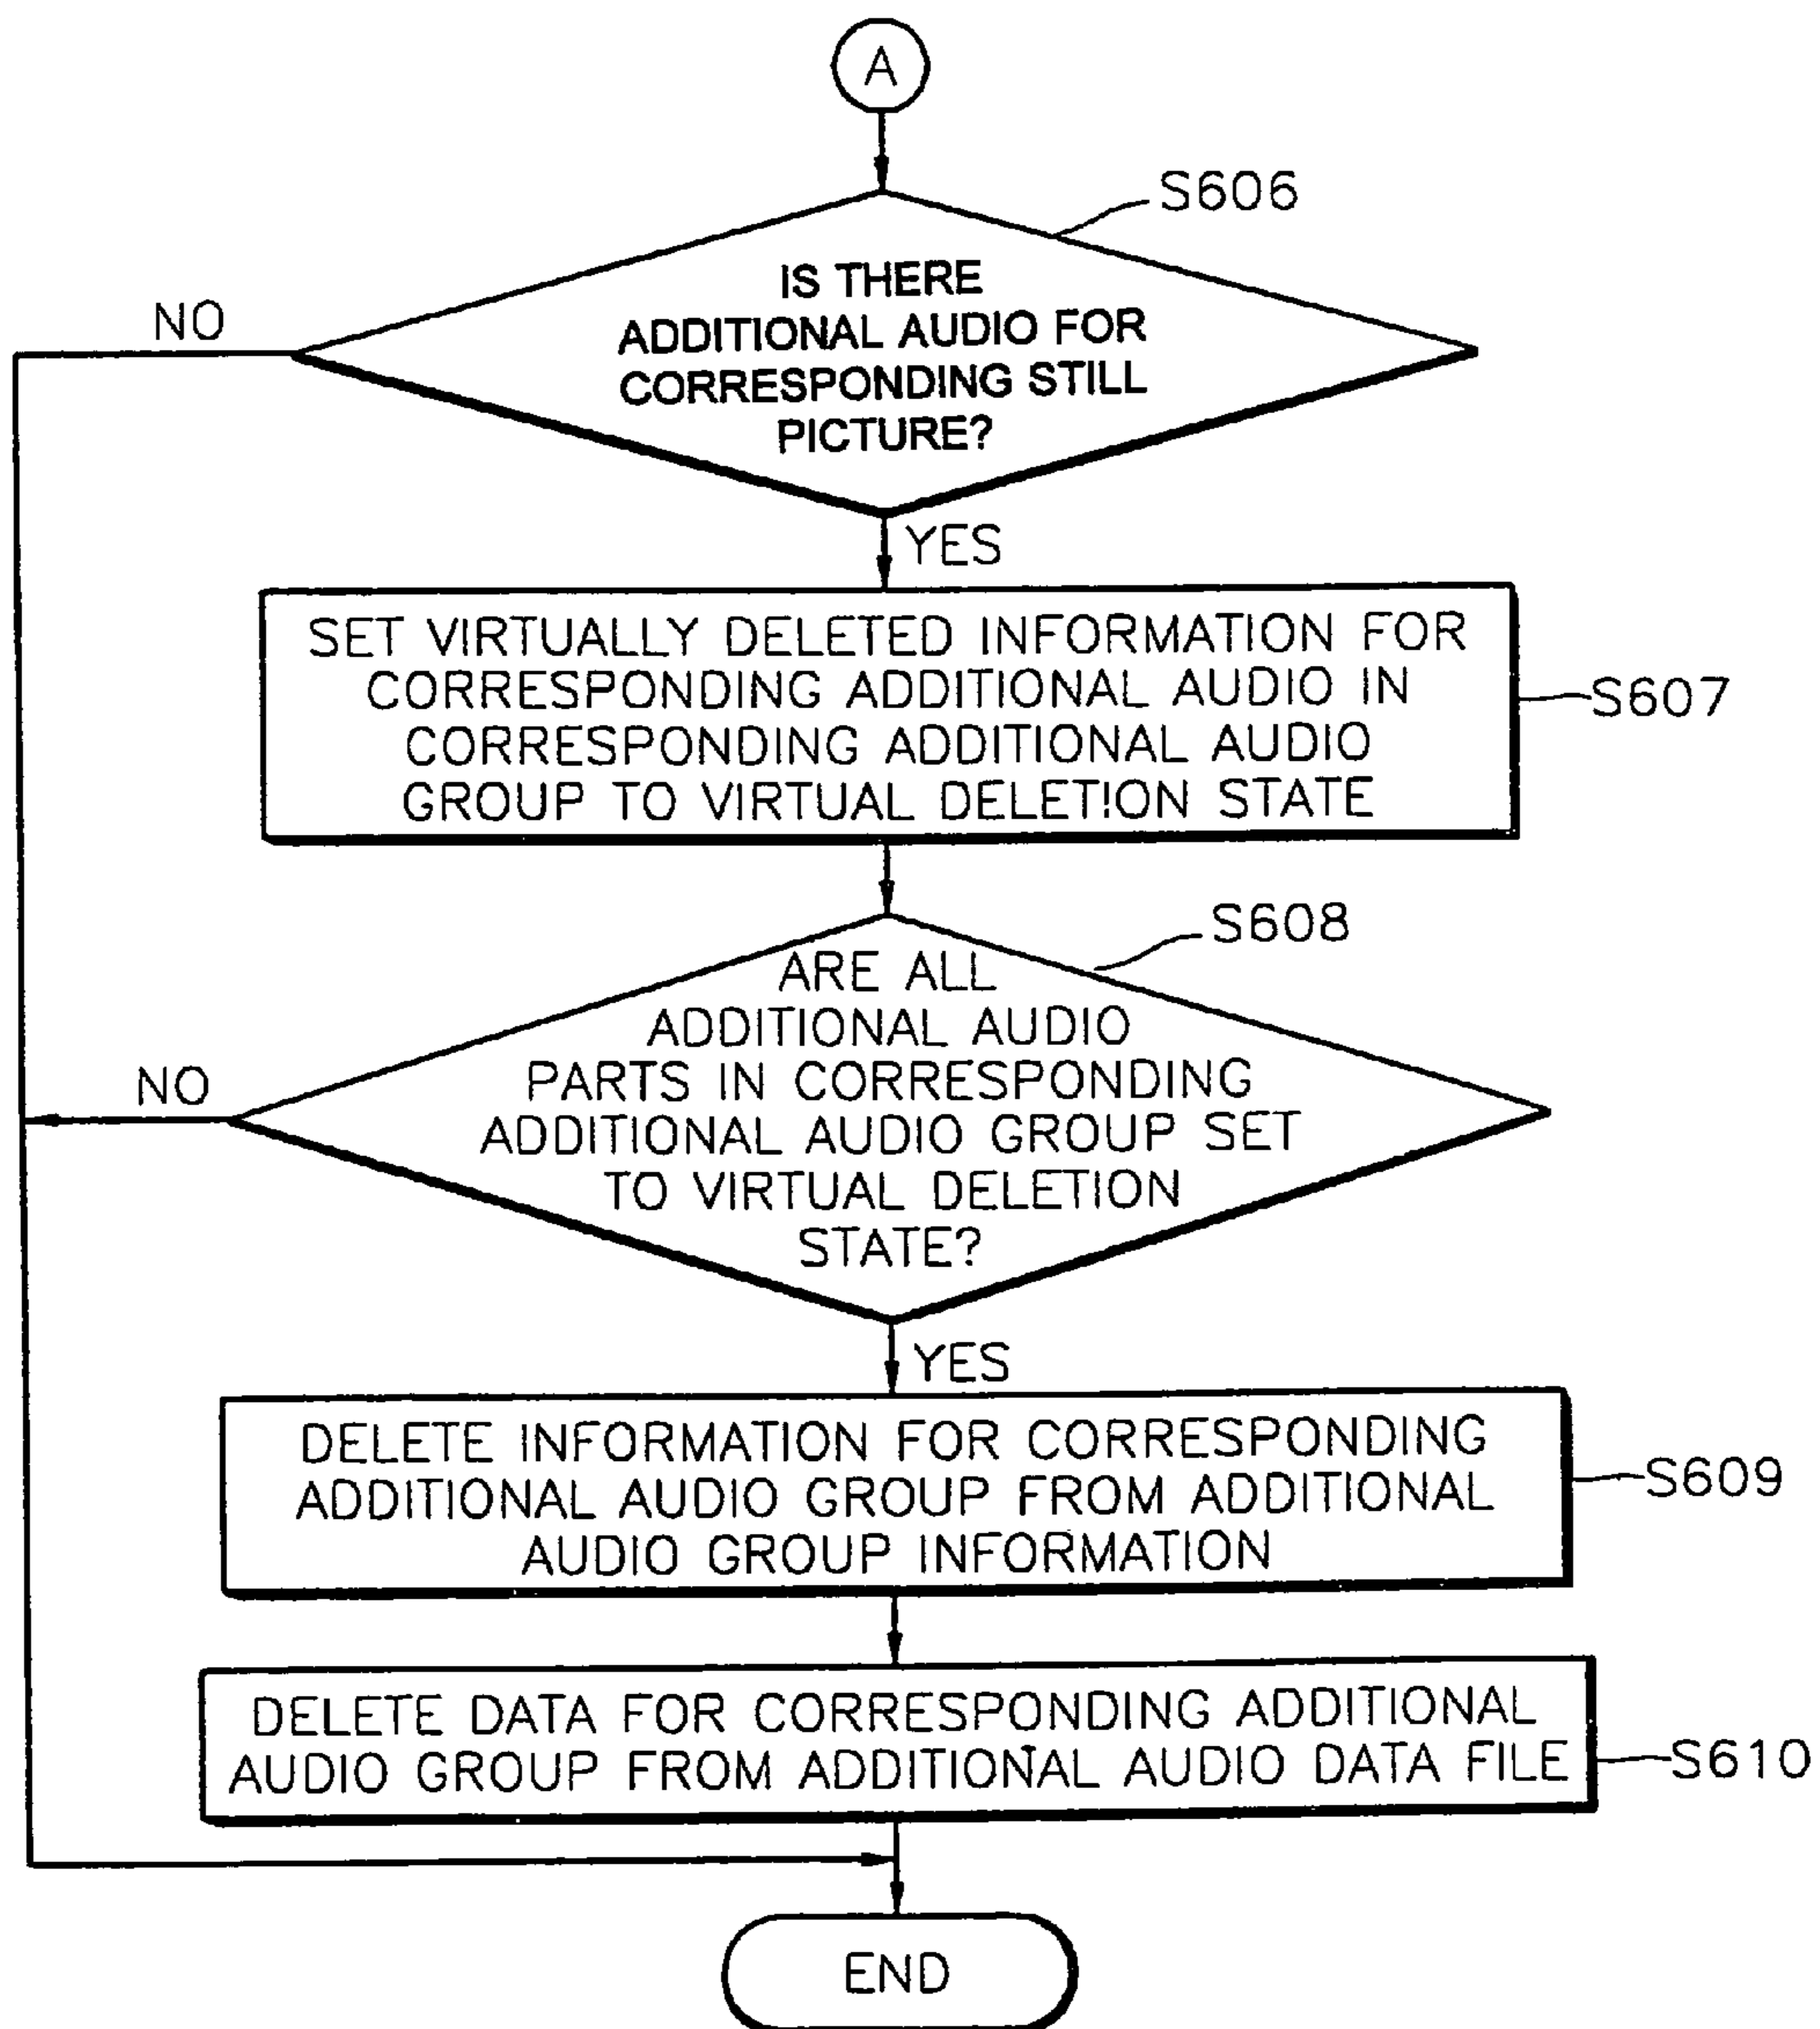 A
S606
IS THERE
ADDITIONAL AUDIO FOR
CORRESPONDING STILL
PICTURE?
NO
YES
SET VIRTUALLY DELETED INFORMATION FOR
CORRESPONDING ADDITIONAL AUDIO IN
CORRESPONDING ADDITIONAL AUDIO
GROUP TO VIRTUAL DELETION STATE
S607
S608
ARE ALL
ADDITIONAL AUDIO
PARTS IN CORRESPONDING
ADDITIONAL AUDIO GROUP SET
TO VIRTUAL DELETION
STATE?
NO
YES
DELETE INFORMATION FOR CORRESPONDING
ADDITIONAL AUDIO GROUP FROM ADDITIONAL
AUDIO GROUP INFORMATION
S609
DELETE DATA FOR CORRESPONDING ADDITIONAL
AUDIO GROUP FROM ADDITIONAL AUDIO DATA FILE
S610
END